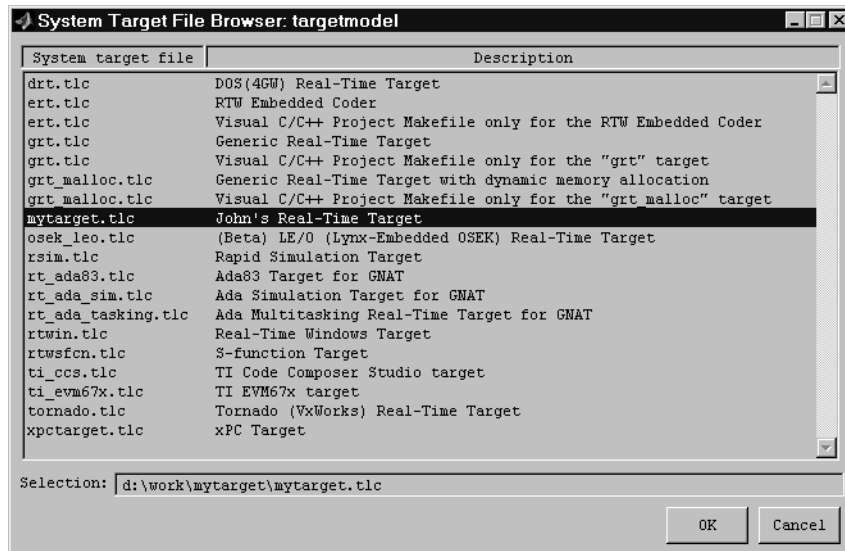 System Target File Browser: targetmodel
System target file Description
drt.tlc DOS(4GW) Real-Time Target
ert.tlc RTW Embedded Coder
ert.tlc Visual C/C++ Project Makefile only for the RTW Embedded Coder
grt.tlc Generic Real-Time Target
grt.tlc Visual C/C++ Project Makefile only for the "grt" target
grt_malloc.tlc Generic Real-Time Target with dynamic memory allocation
grt_malloc.tlc Visual C/C++ Project Makefile only for the "grt_malloc" target
mytarget.tlc John's Real-Time Target
osek_leo.tlc (Beta) LE/O (Lynx-Embedded OSEK) Real-Time Target
rsim.tlc Rapid Simulation Target
rt_ada83.tlc Ada83 Target for GNAT
rt_ada_sim.tlc Ada Simulation Target for GNAT
rt_ada_tasking.tlc Ada Multitasking Real-Time Target for GNAT
rtwin.tlc Real-Time Windows Target
rtwsfcn.tlc S-function Target
ti_ccs.tlc TI Code Composer Studio target
ti_evm67x.tlc TI EVM67x target
tornado.tlc Tornado (VxWorks) Real-Time Target
xpctarget.tlc xPC Target
Selection: d:\work\mytarget\mytarget.tlc
OK Cancel